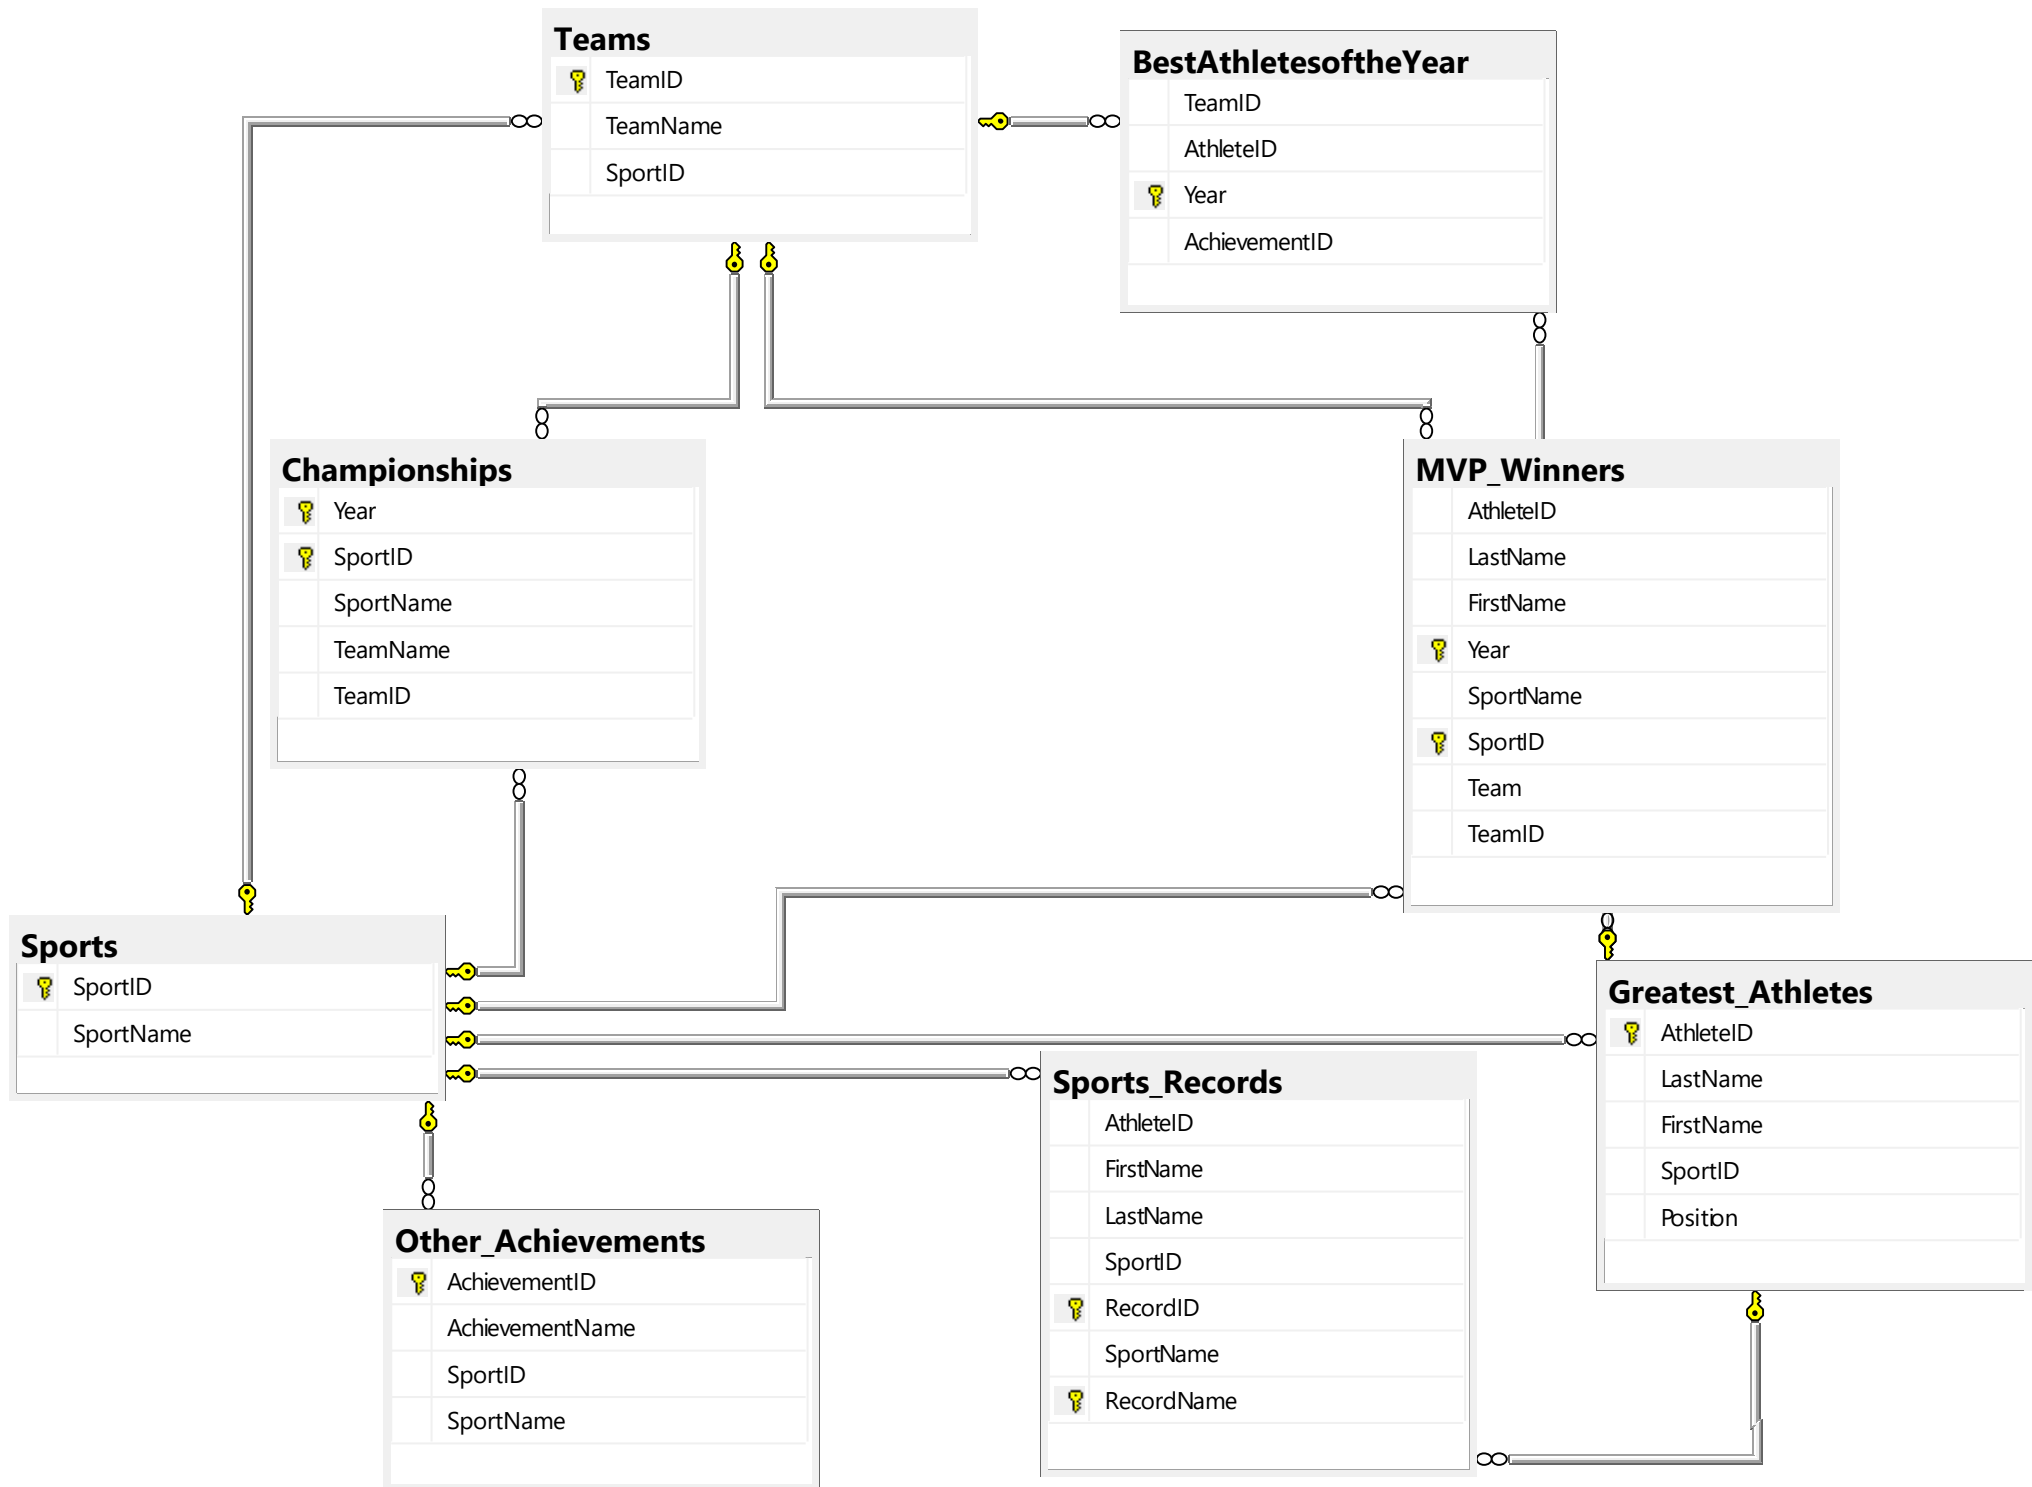 Teams
TeamID
TeamName
SportID
BestAthletesoftheYear
TeamID
AthleteID
Year
AchievementID
Championships
Year
SportID
SportName
TeamName
TeamID
MVP_Winners
AthleteID
LastName
FirstName
Year
SportName
SportID
Team
TeamID
Sports
SportID
SportName
Greatest_Athletes
AthleteID
LastName
FirstName
SportID
Position
Sports_Records
AthleteID
FirstName
LastName
SportID
RecordID
SportName
RecordName
Other_Achievements
AchievementID
AchievementName
SportID
SportName